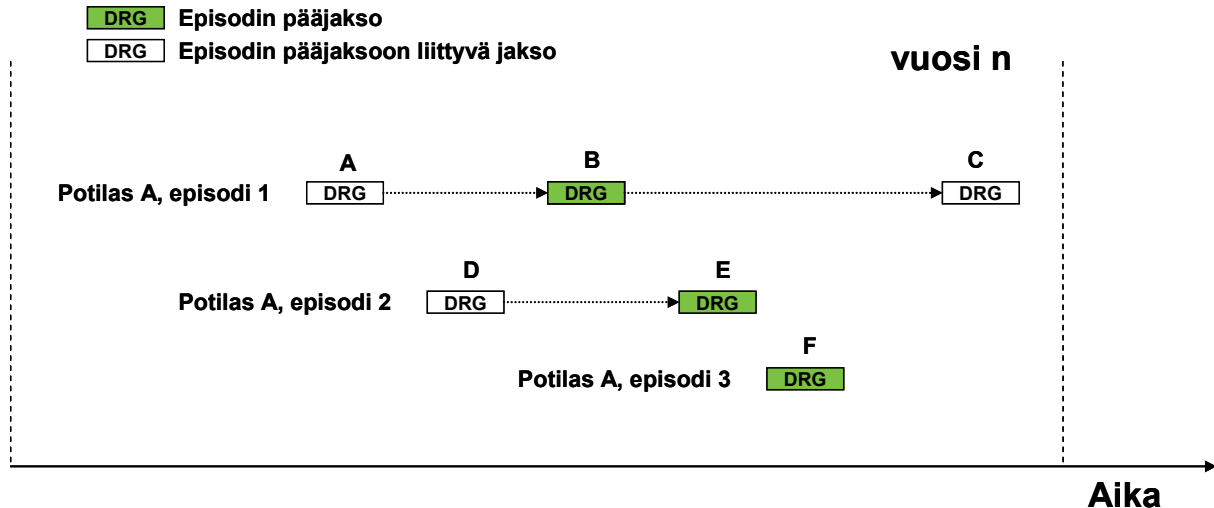 DRG Episodin pääjakso
DRG Episodin pääjaksoon liittyvä jakso
vuosi n
A B C
Potilas A, episodi 1 DRG DRG DRG
D E
Potilas A, episodi 2 DRG DRG
F
Potilas A, episodi 3 DRG
Aika